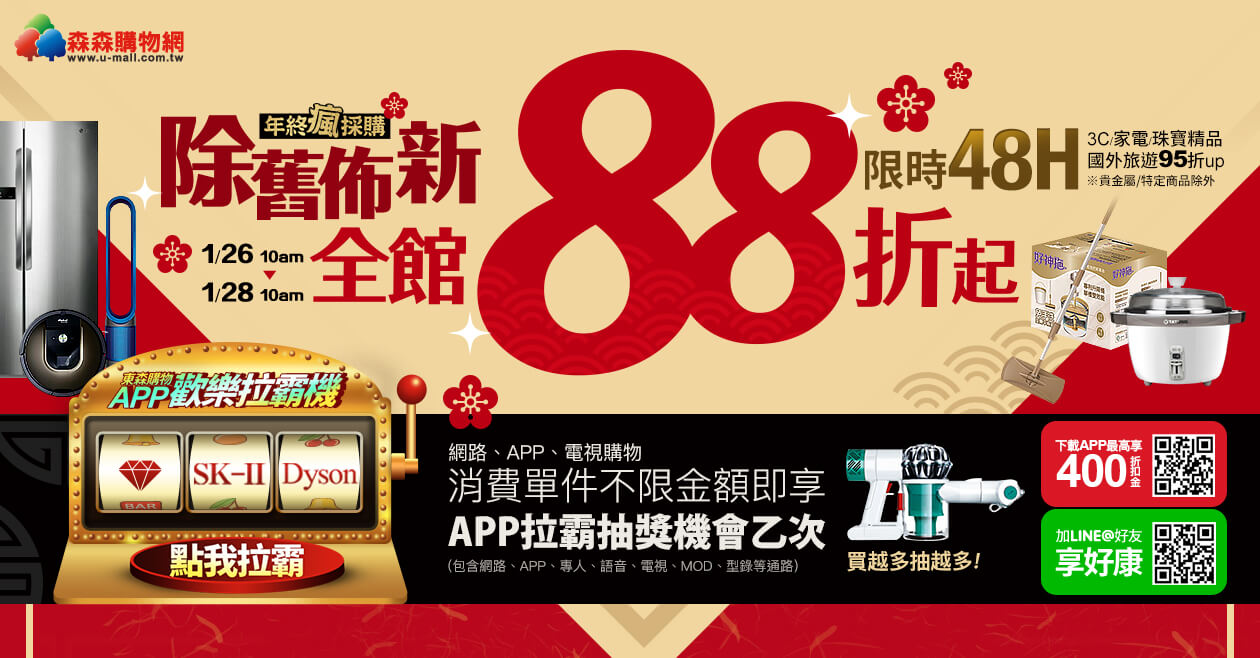 森森購物網
www.u-mall.com.tw
年終瘋採購
除舊佈新
1/26 10am
1/28 10am
全館
88
折起
限時48H
3C/家電/珠寶精品
國外旅遊95折up
※貴金屬/特定商品除外
好神拖
好神拖
東森購物
APP歡樂拉霸機
SK-II
Dyson
BAR
點我拉霸
網路、APP、電視購物
消費單件不限金額即享
APP拉霸抽獎機會乙次
(包含網路、APP、專人、語音、電視、MOD、型錄等通路)
買越多抽越多!
下載APP最高享
400折扣金
加LINE@好友
享好康